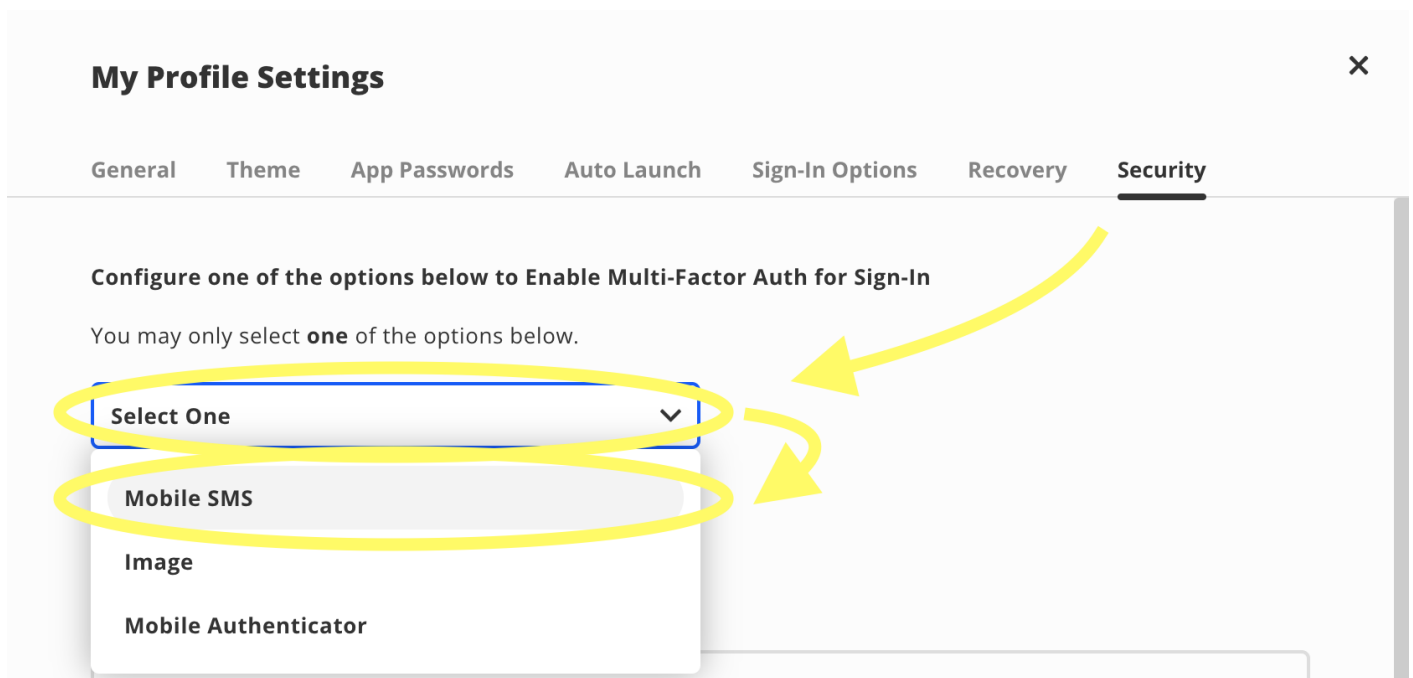 My Profile Settings
General Theme App Passwords Auto Launch Sign-In Options Recovery Security
Configure one of the options below to Enable Multi-Factor Auth for Sign-In
You may only select one of the options below.
Select One
Mobile SMS
Image
Mobile Authenticator